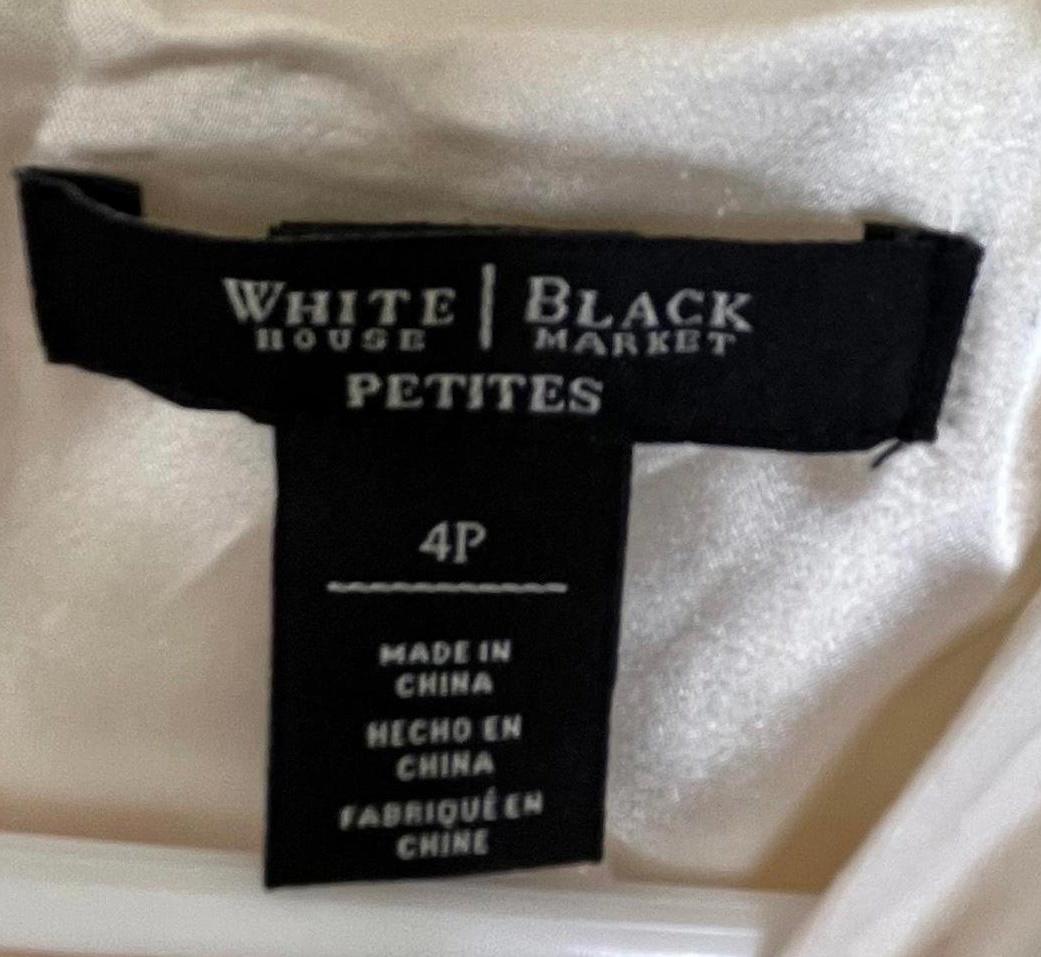 WHITE | BLACK
HOUSE MARKET
PETITES
4P
MADE IN
CHINA
HECHO EN
CHINA
FABRIQUÉ EN
CHINE